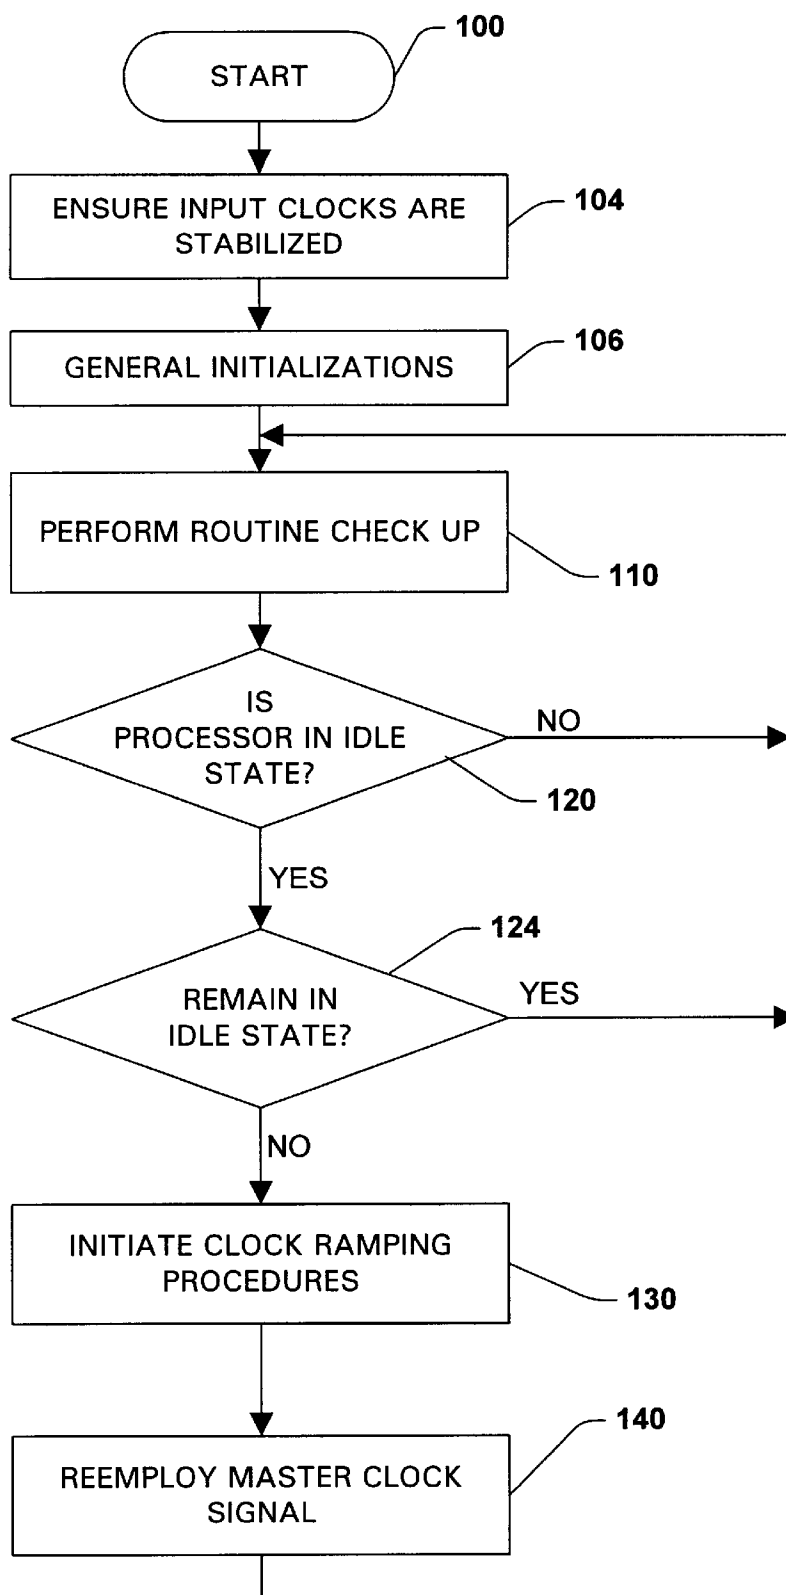 100
START
ENSURE INPUT CLOCKS ARE
STABILIZED
104
GENERAL INITIALIZATIONS
106
PERFORM ROUTINE CHECK UP
110
IS
PROCESSOR IN IDLE
STATE?
NO
120
YES
124
REMAIN IN
IDLE STATE?
YES
NO
INITIATE CLOCK RAMPING
PROCEDURES
130
140
REEMPLOY MASTER CLOCK
SIGNAL